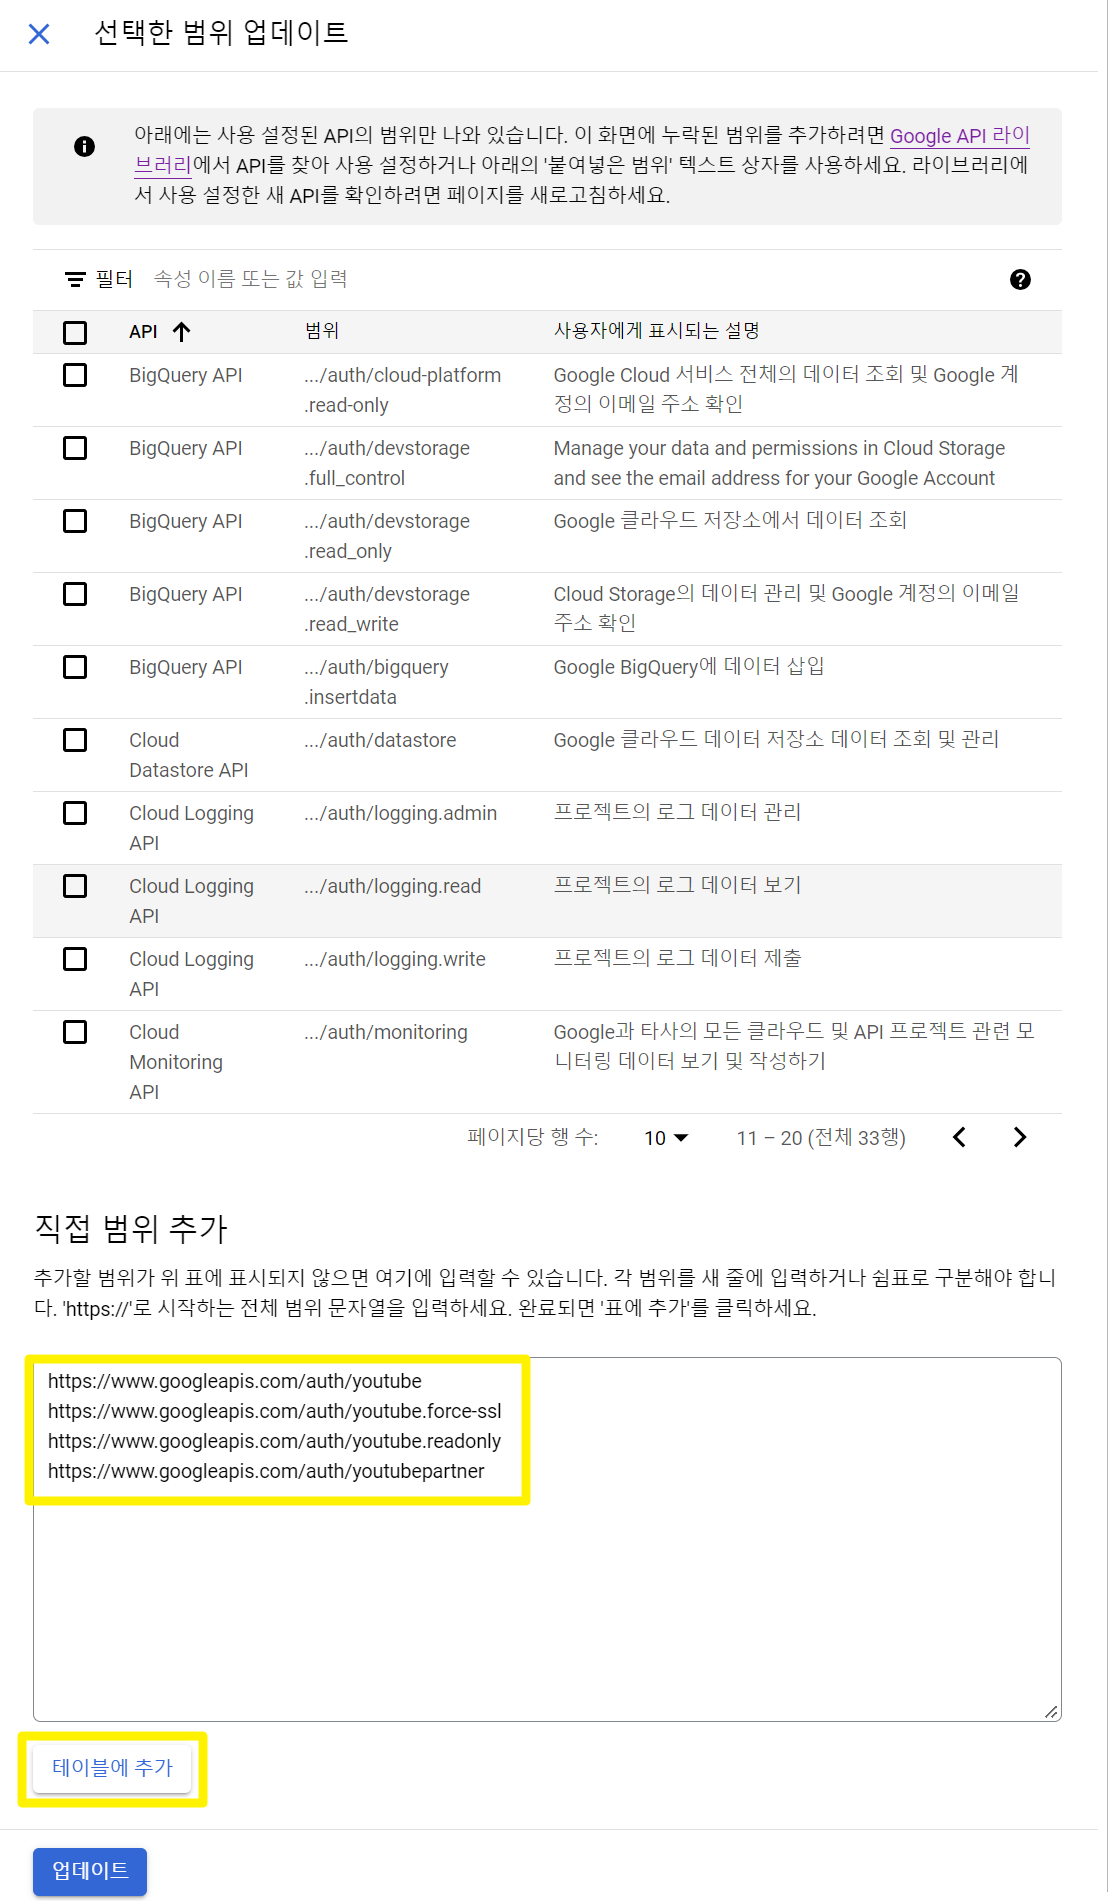 선택한 범위 업데이트
아래에는 사용 설정된 API의 범위만 나와 있습니다. 이 화면에 누락된 범위를 추가하려면 Google API 라이
브러리에서 API를 찾아 사용 설정하거나 아래의 '붙여넣은 범위' 텍스트 상자를 사용하세요. 라이브러리에
서 사용 설정한 새 API를 확인하려면 페이지를 새로고침하세요.
필터 속성 이름 또는 값 입력
API 범위 사용자에게 표시되는 설명
BigQuery API .../auth/cloud-platform Google Cloud 서비스 전체의 데이터 조회 및 Google 계
.read-only 정의 이메일 주소 확인
BigQuery API .../auth/devstorage Manage your data and permissions in Cloud Storage
.full_control and see the email address for your Google Account
BigQuery API .../auth/devstorage Google 클라우드 저장소에서 데이터 조회
.read_only
BigQuery API .../auth/devstorage Cloud Storage의 데이터 관리 및 Google 계정의 이메일
.read_write 주소 확인
BigQuery API .../auth/bigquery Google BigQuery에 데이터 삽입
.insertdata
Cloud .../auth/datastore Google 클라우드 데이터 저장소 데이터 조회 및 관리
Datastore API
Cloud Logging .../auth/logging.admin 프로젝트의 로그 데이터 관리
API
Cloud Logging .../auth/logging.read 프로젝트의 로그 데이터 보기
API
Cloud Logging .../auth/logging.write 프로젝트의 로그 데이터 제출
API
Cloud .../auth/monitoring Google과 타사의 모든 클라우드 및 API 프로젝트 관련 모
Monitoring 니터링 데이터 보기 및 작성하기
API
페이지당 행 수: 10 11 – 20 (전체 33행)
직접 범위 추가
추가할 범위가 위 표에 표시되지 않으면 여기에 입력할 수 있습니다. 각 범위를 새 줄에 입력하거나 쉼표로 구분해야 합니
다. 'https://'로 시작하는 전체 범위 문자열을 입력하세요. 완료되면 '표에 추가'를 클릭하세요.
https://www.googleapis.com/auth/youtube
https://www.googleapis.com/auth/youtube.force-ssl
https://www.googleapis.com/auth/youtube.readonly
https://www.googleapis.com/auth/youtubepartner
테이블에 추가
업데이트